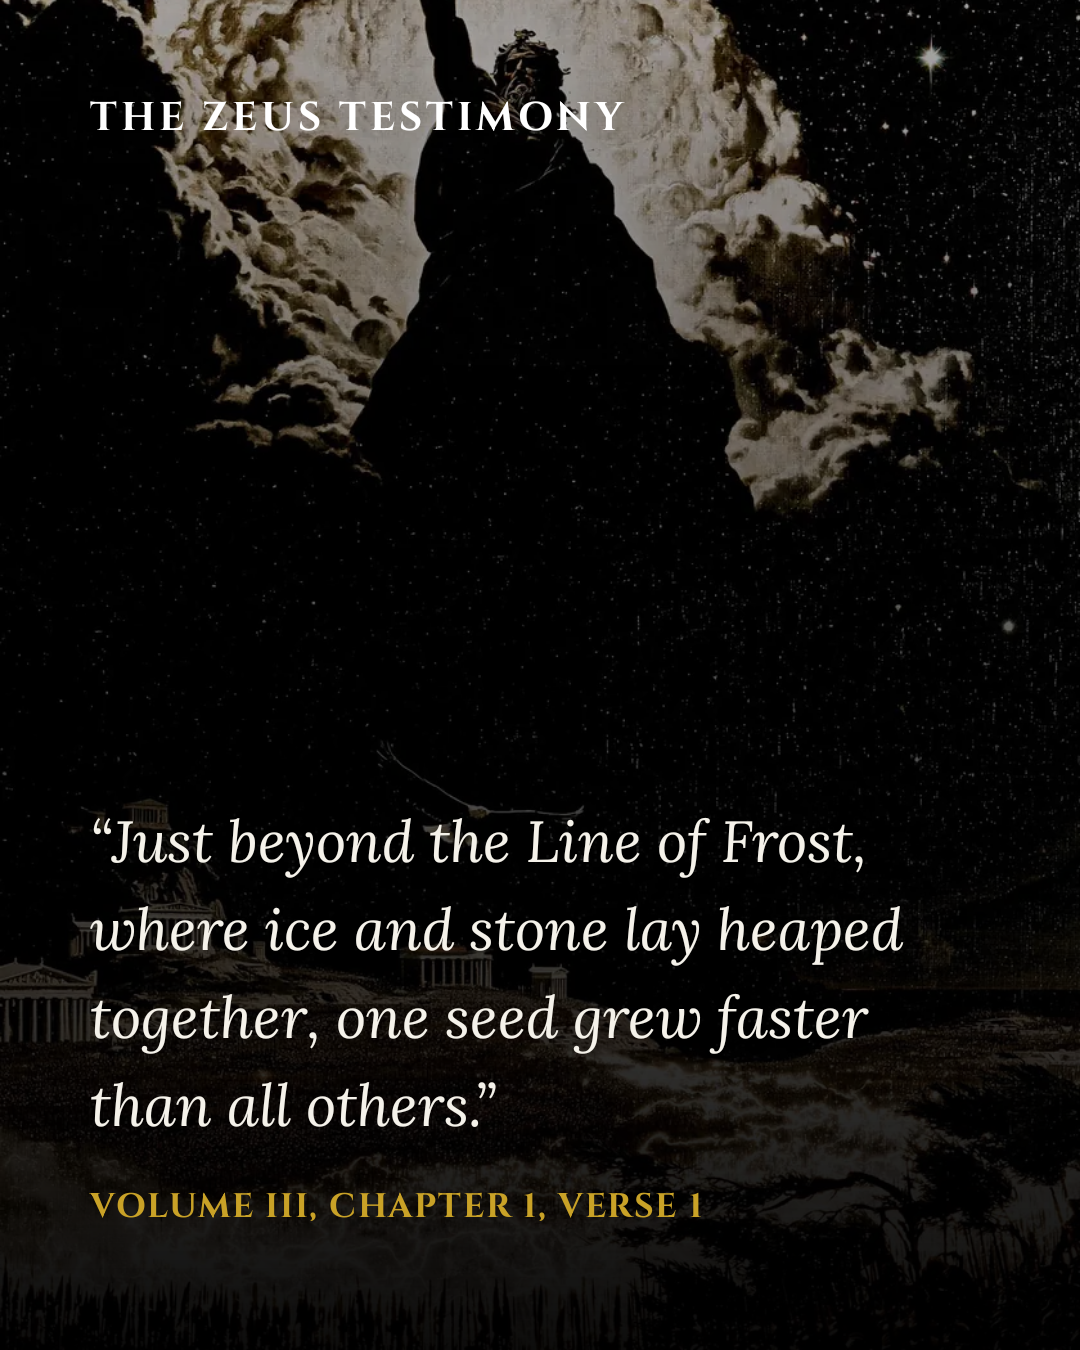 THE ZEUS TESTIMONY
“Just beyond the Line of Frost,
where ice and stone lay heaped
together, one seed grew faster
than all others.”
VOLUME III, CHAPTER 1, VERSE 1